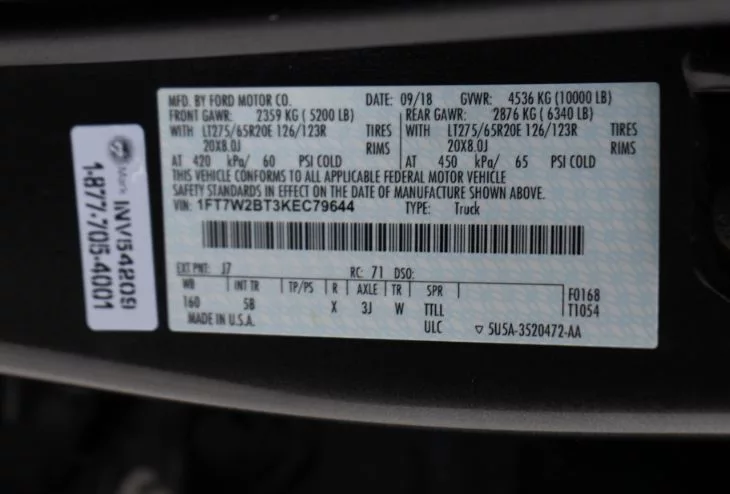 MFD. BY FORD MOTOR CO. DATE: 09/18 GVWR: 4536 KG (10000 LB)
FRONT GAWR: 2359 KG ( 5200 LB) REAR GAWR: 2876 KG ( 6340 LB)
WITH LT275/65R20E 126/123R TIRES WITH LT275/65R20E 126/123R TIRES
20X8.0J RIMS 20X8.0J RIMS
AT 420 kPa/ 60 PSI COLD AT 450 kPa/ 65 PSI COLD
THIS VEHICLE CONFORMS TO ALL APPLICABLE FEDERAL MOTOR VEHICLE
SAFETY STANDARDS IN EFFECT ON THE DATE OF MANUFACTURE SHOWN ABOVE.
VIN: 1FT7W2BT3KEC79644 TYPE: Truck
EXT PNT: J7 RC: 71 DSO:
WB INT TR TP/PS R AXLE TR SPR F0168
160 5B X 3J W TTLL T1054
MADE IN U.S.A. ULC 5U5A-3520472-AA
INV#54209
1-877-705-4001